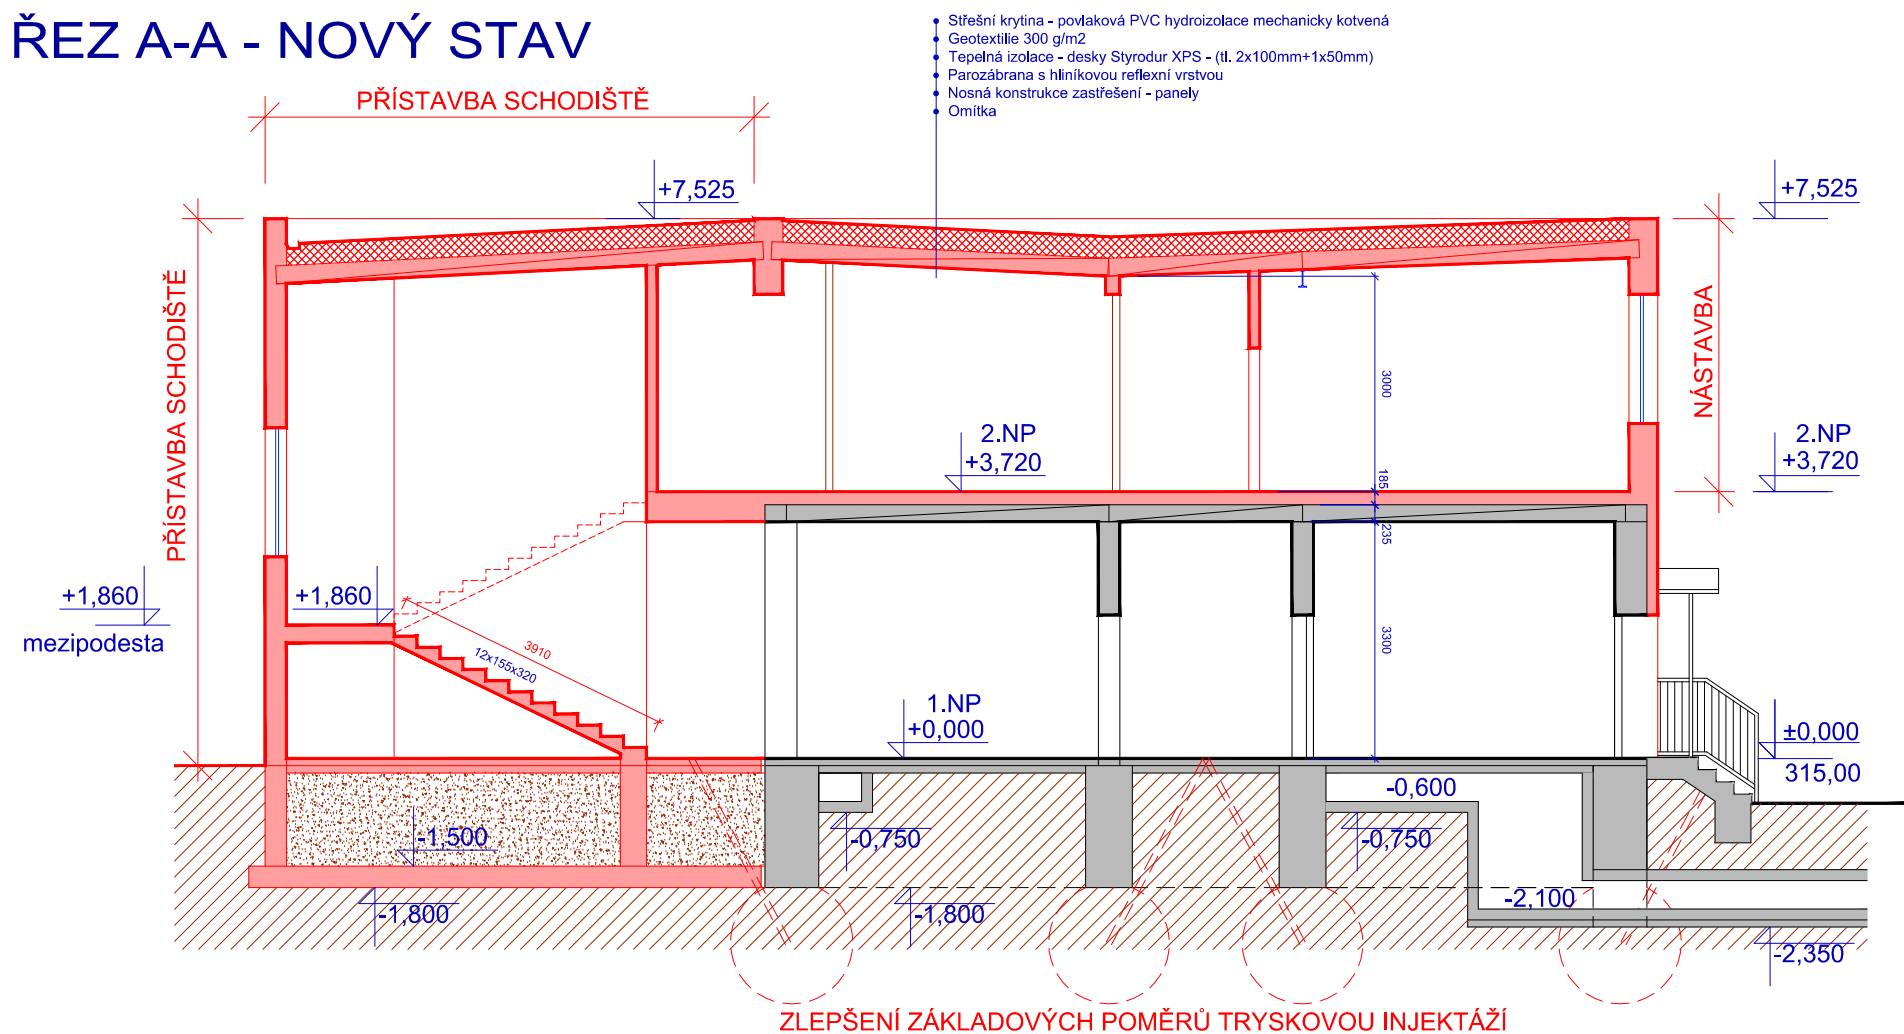 ŘEZ A-A - NOVÝ STAV
Střešní krytina - povlaková PVC hydroizolace mechanicky kotvená
Geotextilie 300 g/m2
Tepelná izolace - desky Styrodur XPS - (tl. 2x100mm+1x50mm)
Parozábrana s hliníkovou reflexní vrstvou
Nosná konstrukce zastřešení - panely
Omítka
PŘÍSTAVBA SCHODIŠTĚ
+7,525
+7,525
PŘÍSTAVBA SCHODIŠTĚ
NÁSTAVBA
3000
2.NP
+3,720
2.NP
+3,720
185
235
+1,860
mezipodesta
+1,860
3910
12x155x320
3300
1.NP
+0,000
±0,000
315,00
-0,600
-1,500
-0,750
-0,750
-1,800
-1,800
-2,100
-2,350
ZLEPŠENÍ ZÁKLADOVÝCH POMĚRŮ TRYSKOVOU INJEKTÁŽÍ